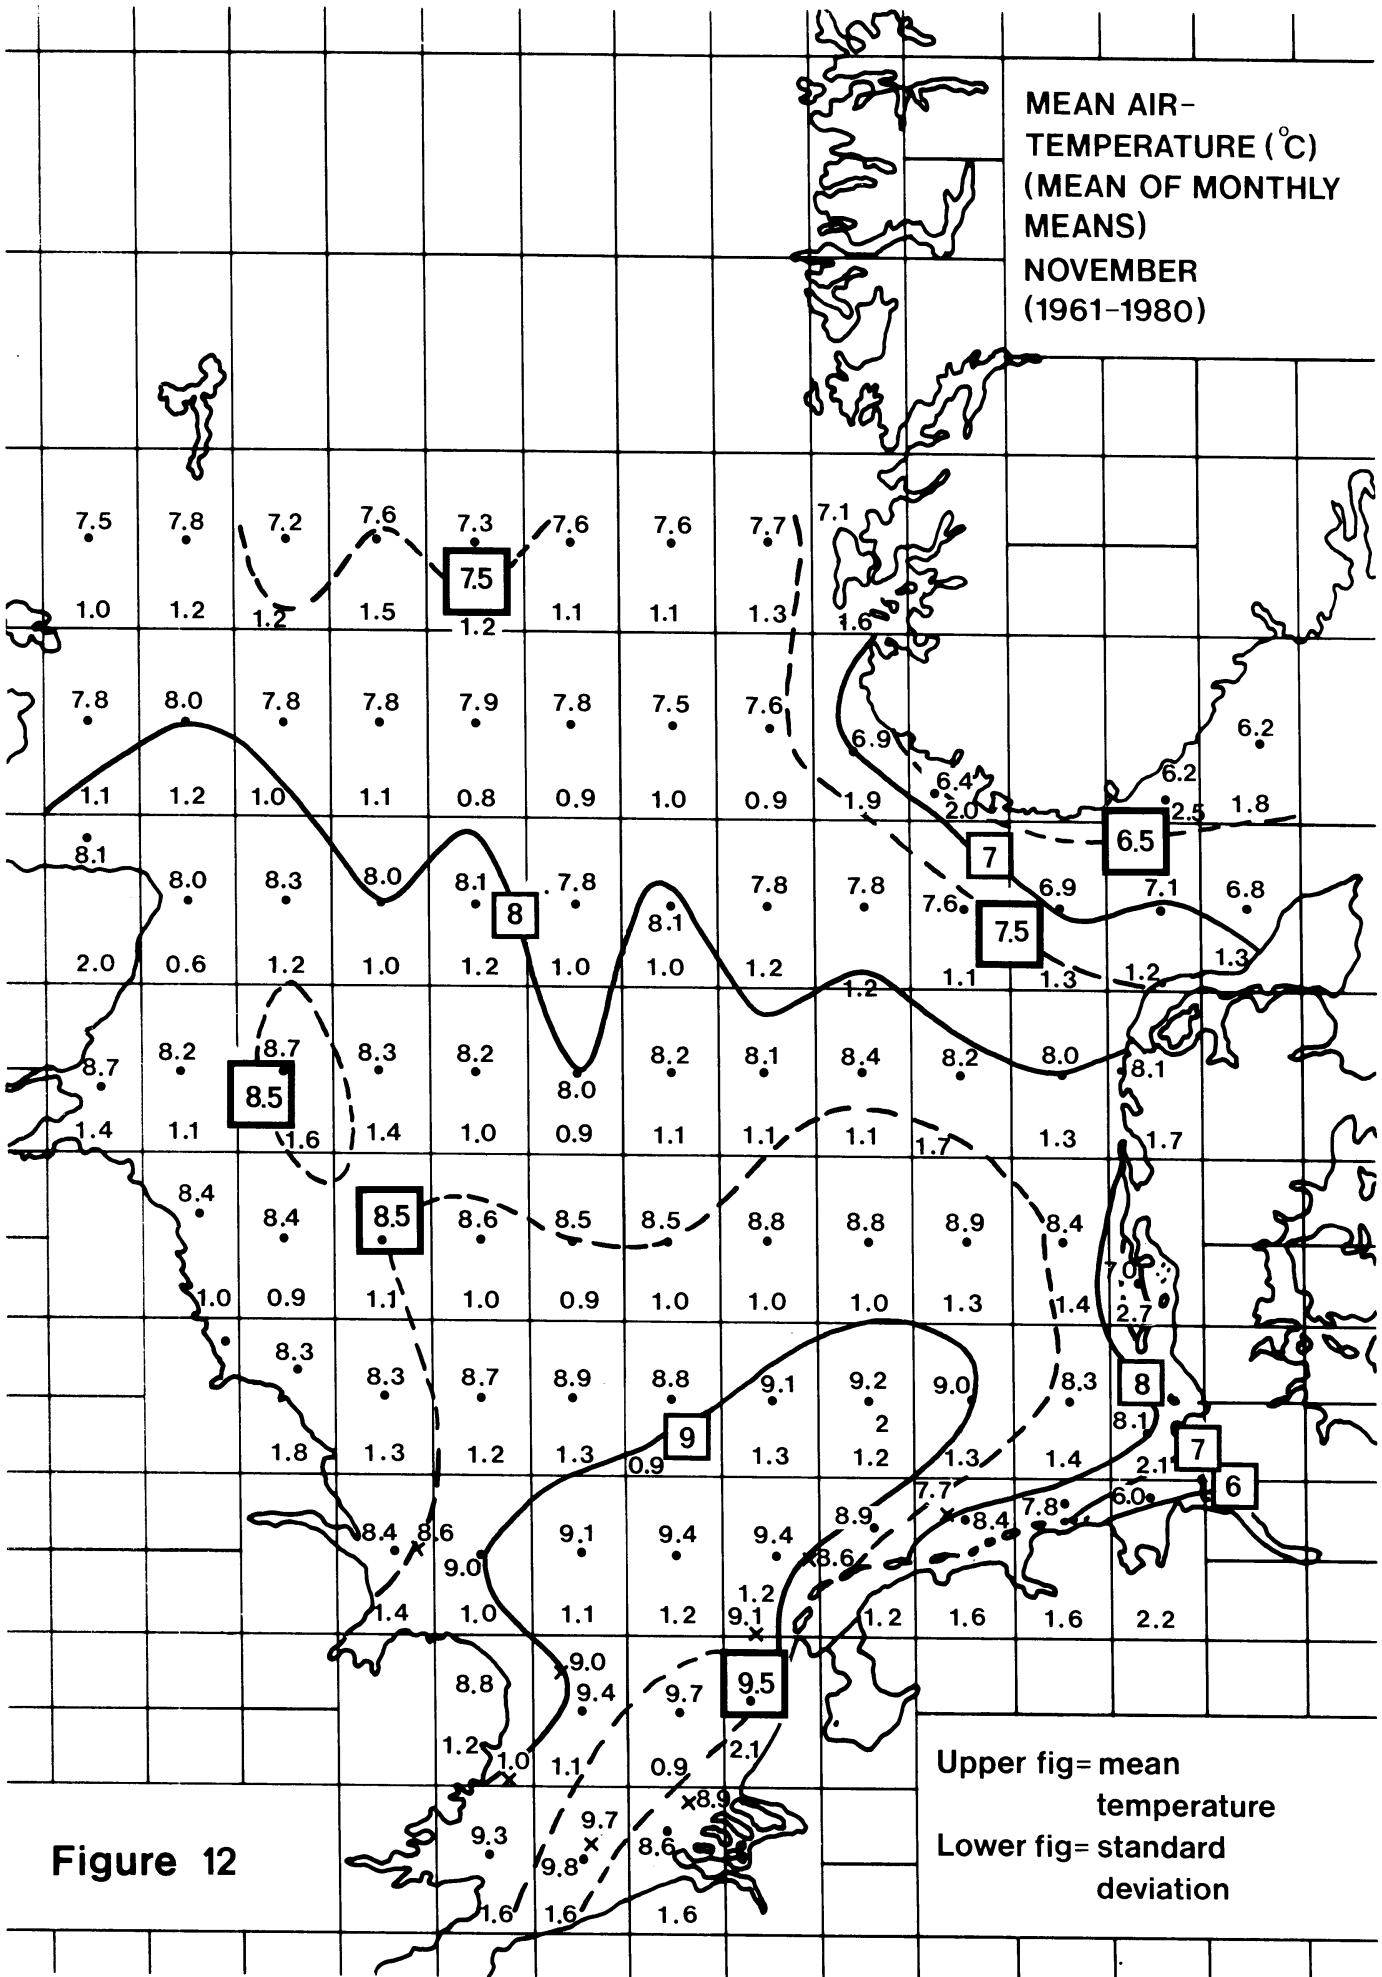 MEAN AIR-
TEMPERATURE (°C)
(MEAN OF MONTHLY
MEANS)
NOVEMBER
(1961-1980)
7.5 7.8 7.2 7.6 7.3 7.6 7.6 7.7 7.1
7.5
1.0 1.2 1.2 1.5 1.2 1.1 1.1 1.3 1.6
7.8 8.0 7.8 7.8 7.9 7.8 7.5 7.6 6.9 6.4 6.2 6.2
1.1 1.2 1.0 1.1 0.8 0.9 1.0 0.9 1.9 2.0 2.5 1.8
6.5
7
8.1 8.0 8.3 8.0 8.1 7.8 8.1 7.8 7.8 7.6 6.9 7.1 6.8
8
7.5
2.0 0.6 1.2 1.0 1.2 1.0 1.0 1.2 1.2 1.1 1.3 1.2 1.3
8.7 8.2 8.7 8.3 8.2 8.0 8.2 8.1 8.4 8.2 8.0 8.1
8.5
1.4 1.1 1.6 1.4 1.0 0.9 1.1 1.1 1.1 1.7 1.3 1.7
8.4 8.4 8.5 8.6 8.5 8.5 8.8 8.8 8.9 8.4 7.0
1.0 0.9 1.1 1.0 0.9 1.0 1.0 1.0 1.3 1.4 2.7
8.3 8.3 8.7 8.9 8.8 9.1 9.2 9.0 8.3 8
2 8.1
9
7
1.8 1.3 1.2 1.3 0.9 1.3 1.2 1.3 1.4 2.1
6
8.4 8.6 9.0 9.1 9.4 9.4 8.6 8.9 7.7 8.4 7.8 6.0
1.4 1.0 1.1 1.2 1.2 1.2 1.6 1.6 2.2
9.1
8.8 9.0 9.4 9.7 9.5
1.2 1.0 1.1 0.9 2.1
Upper fig= mean
temperature
Lower fig= standard
deviation
9.3 9.7 9.8 8.6 8.9
1.6 1.6 1.6
Figure 12